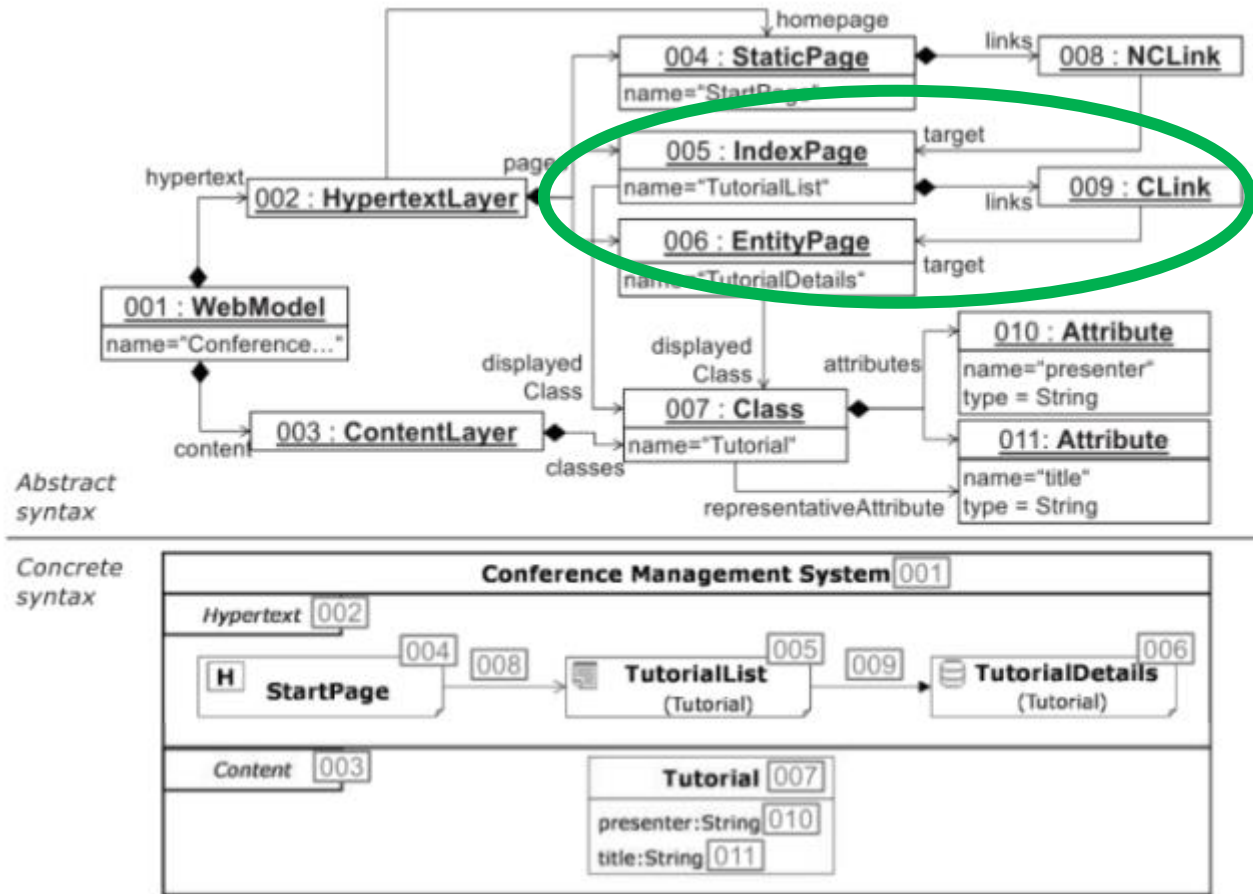 homepage
004 : StaticPage
links
008 : NCLink
name="StartPage"
target
pages
005 : IndexPage
hypertext
name="TutorialList"
009 : CLink
002 : HypertextLayer
links
006 : EntityPage
target
name="TutorialDetails"
001 : WebModel
name="Conference..."
010 : Attribute
displayed
Class
displayed
Class
attributes
name="presenter"
type = String
007 : Class
003 : ContentLayer
name="Tutorial"
011: Attribute
content
classes
name="title"
type = String
Abstract
syntax
representativeAttribute
Concrete
syntax
Conference Management System 001
Hypertext 002
004
008
005
009
006
H
StartPage
TutorialList
(Tutorial)
TutorialDetails
(Tutorial)
Content 003
Tutorial 007
presenter:String 010
title:String 011